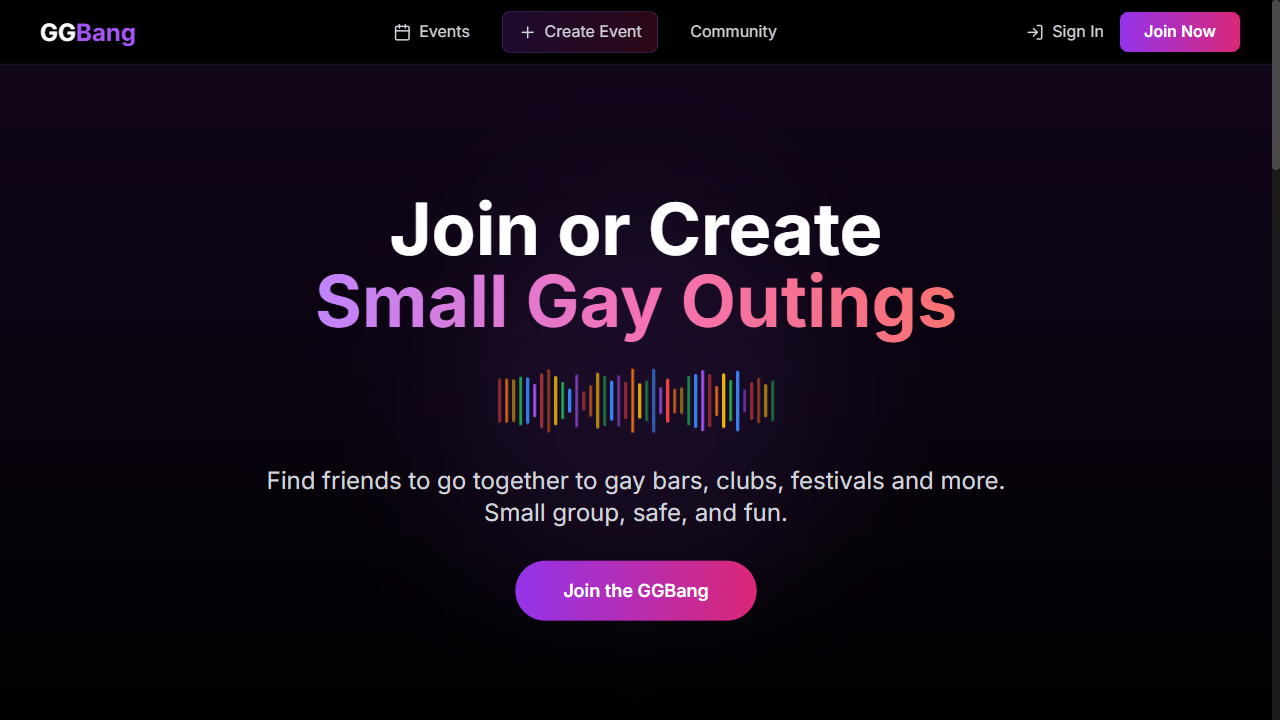 GGBang
Events
Create Event
Community
Sign In
Join Now
Join or Create
Small Gay Outings
Find friends to go together to gay bars, clubs, festivals and more.
Small group, safe, and fun.
Join the GGBang